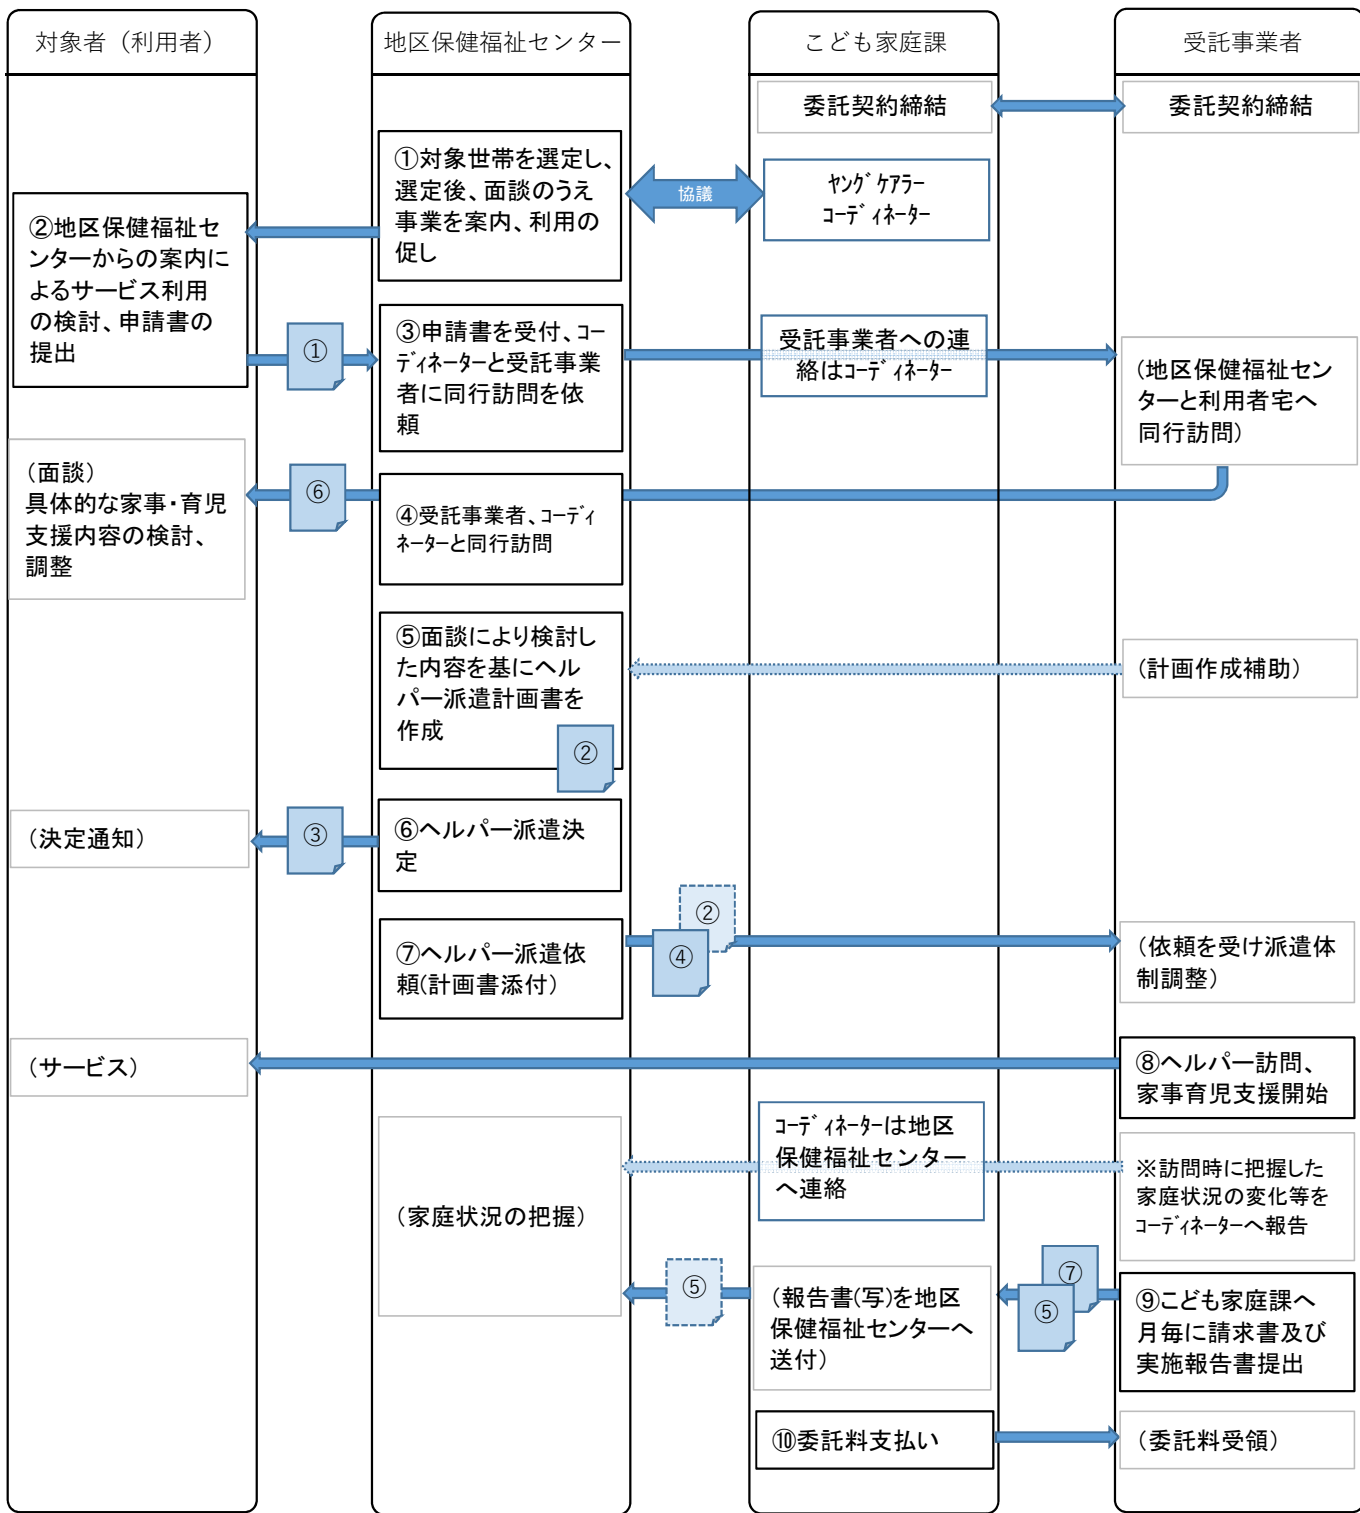 対象者（利用者）
地区保健福祉センター
こども家庭課
受託事業者
委託契約締結
委託契約締結
①対象世帯を選定し、
選定後、面談のうえ
事業を案内、利用の
促し
協議
ﾔﾝｸﾞｹｱﾗｰ
ｺｰﾃﾞｨﾈｰﾀｰ
②地区保健福祉セ
ンターからの案内に
よるサービス利用
の検討、申請書の
提出
①
③申請書を受付、ｺｰ
ﾃﾞｨﾈｰﾀｰと受託事業
者に同行訪問を依
頼
受託事業者への連
絡はｺｰﾃﾞｨﾈｰﾀｰ
(地区保健福祉セン
ターと利用者宅へ
同行訪問)
(面談)
具体的な家事・育児
支援内容の検討、
調整
⑥
④受託事業者、ｺｰﾃﾞｨ
ﾈｰﾀｰと同行訪問
⑤面談により検討し
た内容を基にヘル
パー派遣計画書を
作成
②
(計画作成補助)
(決定通知)
③
⑥ヘルパー派遣決
定
⑦ヘルパー派遣依
頼(計画書添付)
②
④
(依頼を受け派遣体
制調整)
(サービス)
⑧ヘルパー訪問、
家事育児支援開始
(家庭状況の把握)
ｺｰﾃﾞｨﾈｰﾀｰは地区
保健福祉センター
へ連絡
※訪問時に把握した
家庭状況の変化等を
ｺｰﾃﾞｨﾈｰﾀｰへ報告
⑤
(報告書(写)を地区
保健福祉センターへ
送付)
⑦
⑤
⑨こども家庭課へ
月毎に請求書及び
実施報告書提出
⑩委託料支払い
(委託料受領)